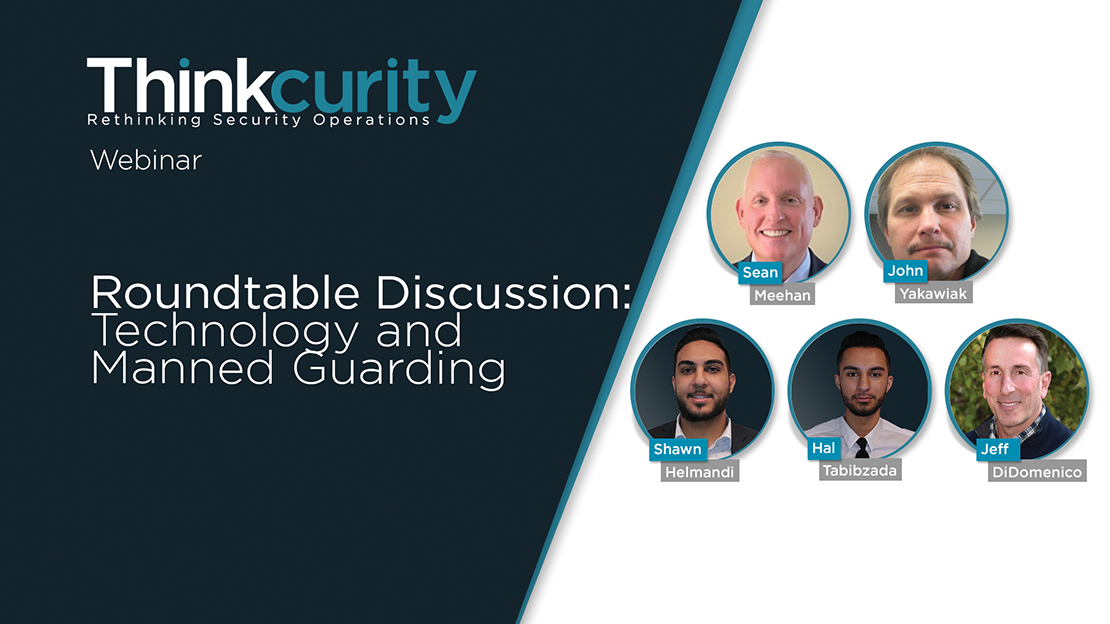 Thinkcurity
Rethinking Security Operations
Webinar
Roundtable Discussion:
Technology and
Manned Guarding
Sean
Meehan
John
Yakawiak
Shawn
Helmandi
Hal
Tabibzada
Jeff
DiDomenico